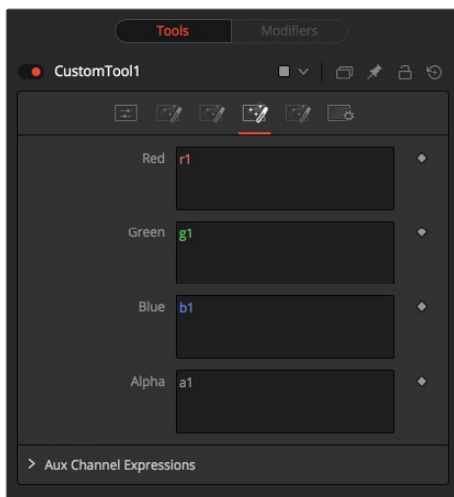 Tools Modifiers
CustomTool1
Red r1
Green g1
Blue b1
Alpha a1
> Aux Channel Expressions